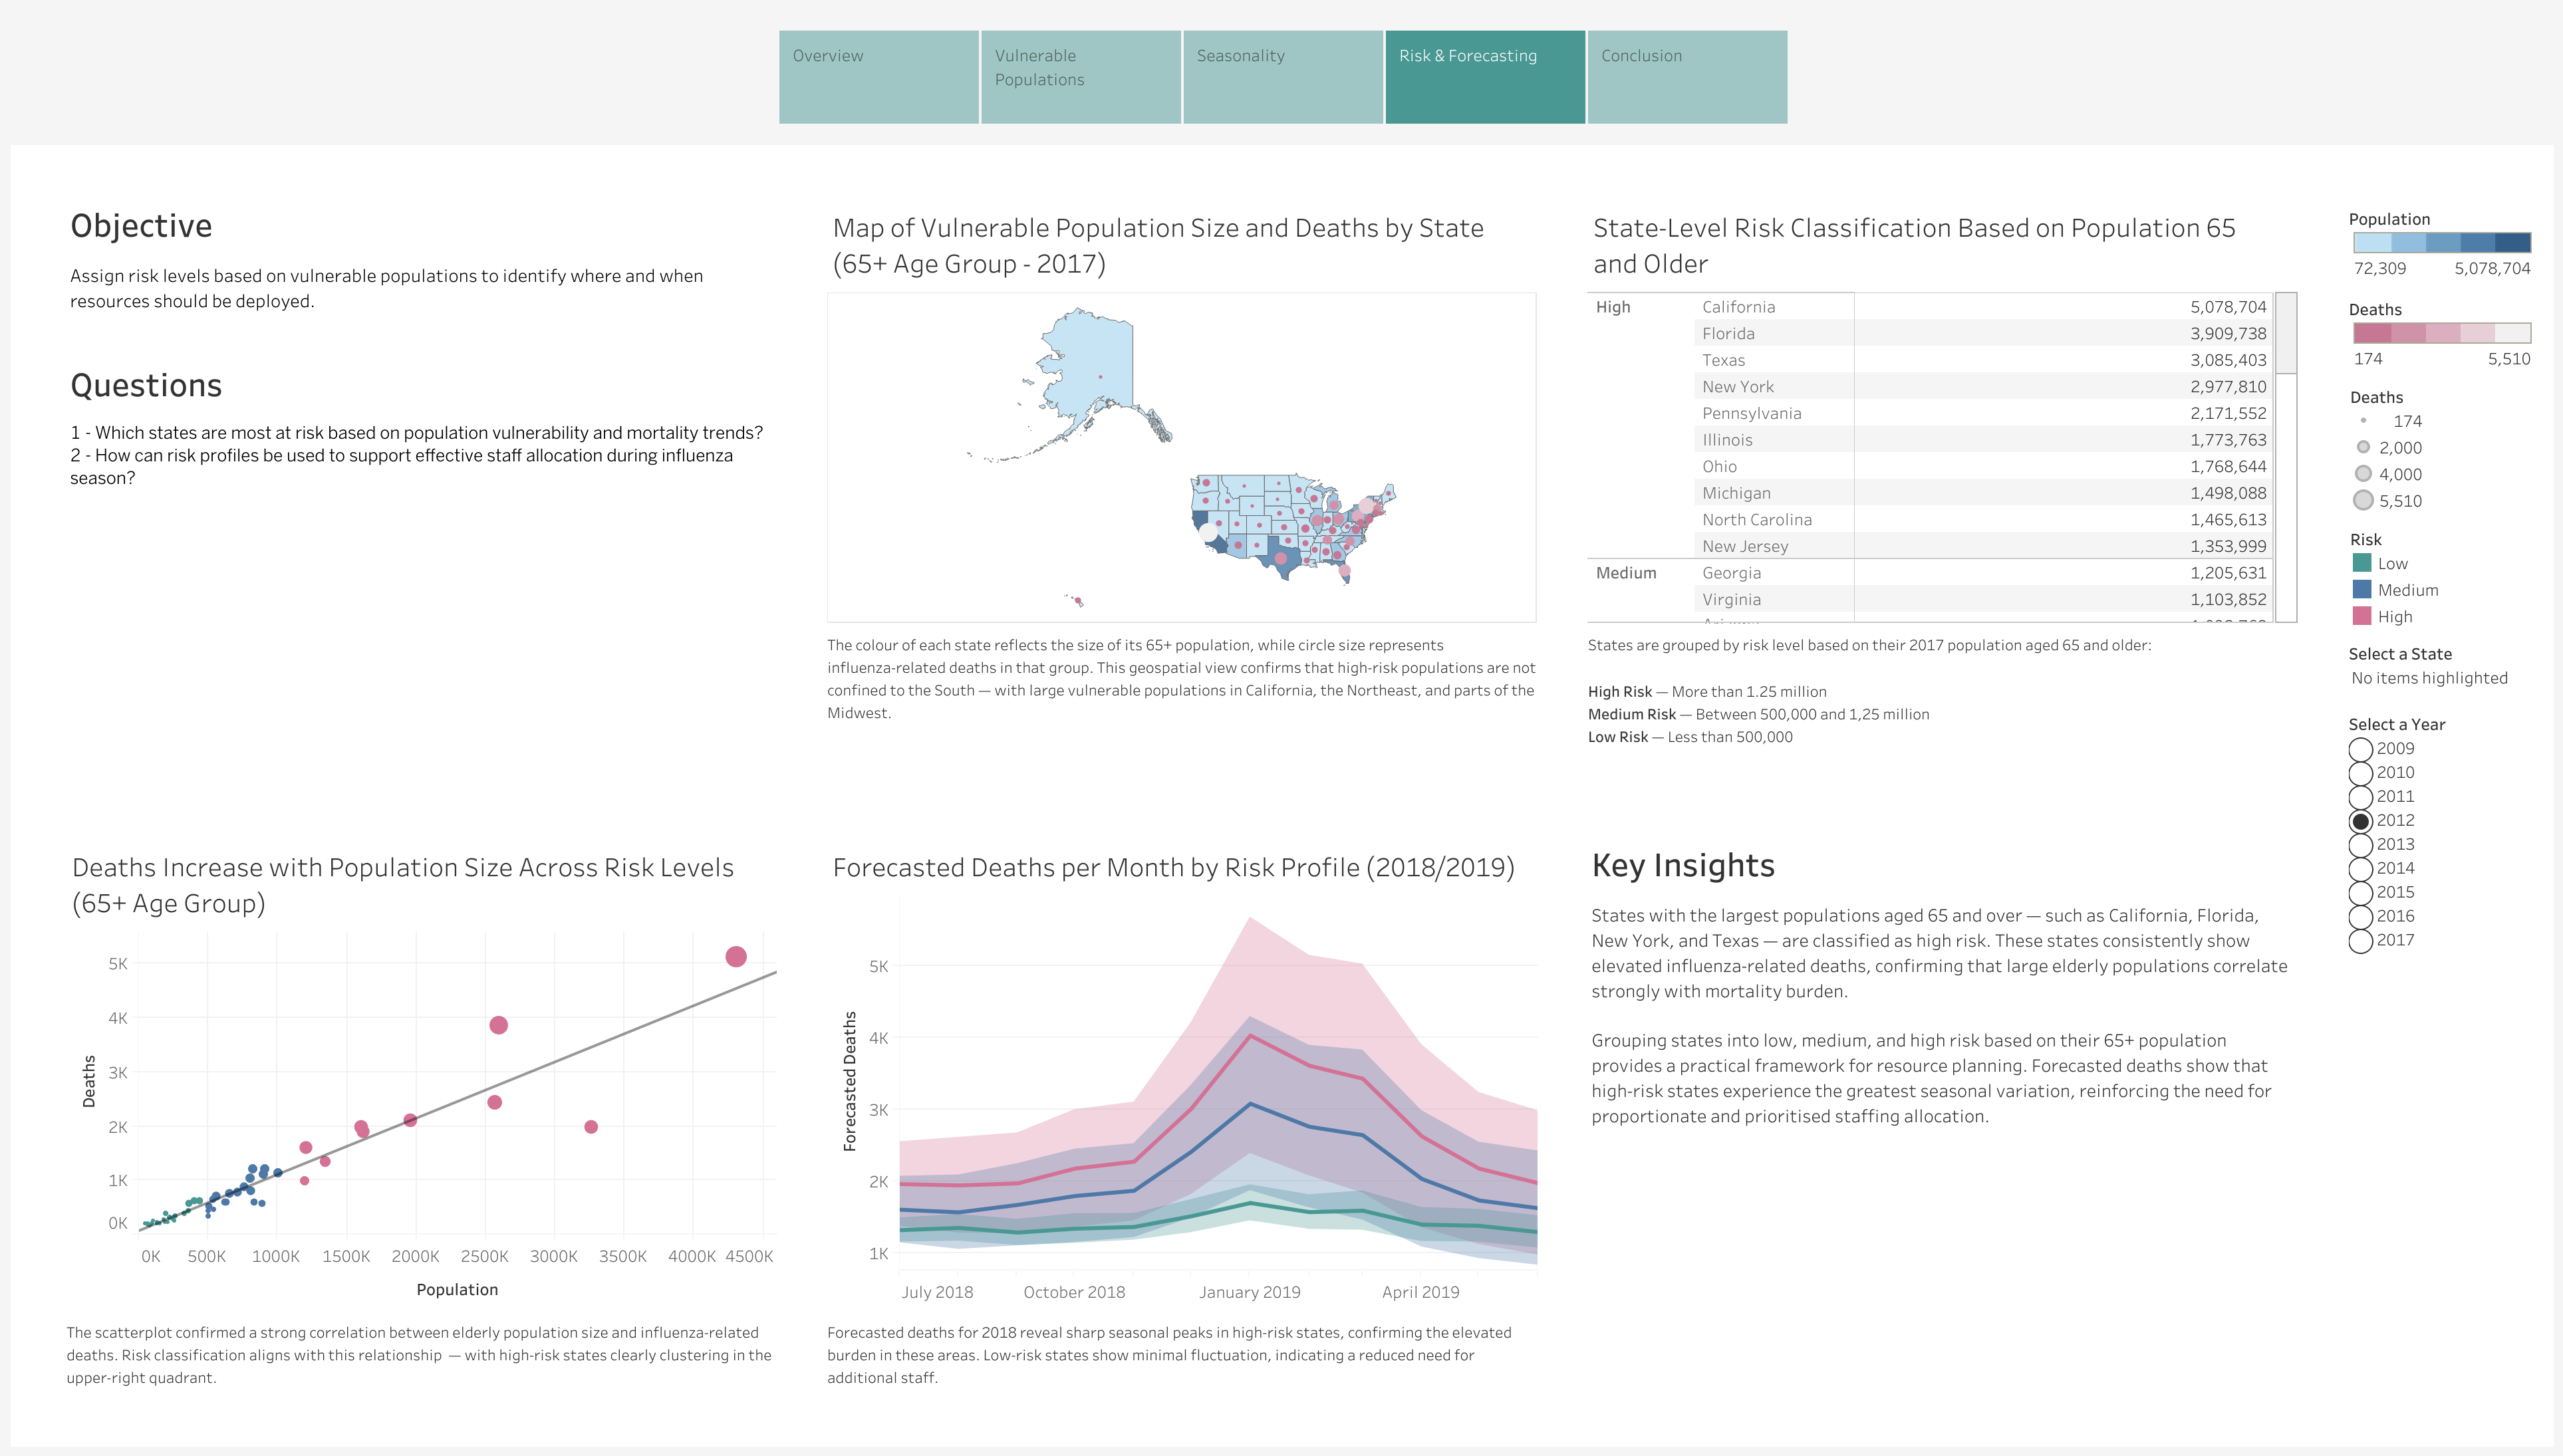 Overview
Vulnerable
Populations
Seasonality
Risk & Forecasting
Conclusion
Objective
Assign risk levels based on vulnerable populations to identify where and when
resources should be deployed.
Questions
1 - Which states are most at risk based on population vulnerability and mortality trends?
2 - How can risk profiles be used to support effective staff allocation during influenza
season?
Map of Vulnerable Population Size and Deaths by State
(65+ Age Group - 2017)
The colour of each state reflects the size of its 65+ population, while circle size represents
influenza-related deaths in that group. This geospatial view confirms that high-risk populations are not
confined to the South — with large vulnerable populations in California, the Northeast, and parts of the
Midwest.
State-Level Risk Classification Based on Population 65
and Older
High California 5,078,704
Florida 3,909,738
Texas 3,085,403
New York 2,977,810
Pennsylvania 2,171,552
Illinois 1,773,763
Ohio 1,768,644
Michigan 1,498,088
North Carolina 1,465,613
New Jersey 1,353,999
Medium Georgia 1,205,631
Virginia 1,103,852
States are grouped by risk level based on their 2017 population aged 65 and older:
High Risk — More than 1.25 million
Medium Risk — Between 500,000 and 1,25 million
Low Risk — Less than 500,000
Population
72,309 5,078,704
Deaths
174 5,510
Deaths
174
2,000
4,000
5,510
Risk
Low
Medium
High
Select a State
No items highlighted
Select a Year
2009
2010
2011
2012
2013
2014
2015
2016
2017
Deaths Increase with Population Size Across Risk Levels
(65+ Age Group)
Deaths
5K
4K
3K
2K
1K
0K
0K 500K 1000K 1500K 2000K 2500K 3000K 3500K 4000K 4500K
Population
The scatterplot confirmed a strong correlation between elderly population size and influenza-related
deaths. Risk classification aligns with this relationship — with high-risk states clearly clustering in the
upper-right quadrant.
Forecasted Deaths per Month by Risk Profile (2018/2019)
Forecasted Deaths
5K
4K
3K
2K
1K
July 2018 October 2018 January 2019 April 2019
Forecasted deaths for 2018 reveal sharp seasonal peaks in high-risk states, confirming the elevated
burden in these areas. Low-risk states show minimal fluctuation, indicating a reduced need for
additional staff.
Key Insights
States with the largest populations aged 65 and over — such as California, Florida,
New York, and Texas — are classified as high risk. These states consistently show
elevated influenza-related deaths, confirming that large elderly populations correlate
strongly with mortality burden.
Grouping states into low, medium, and high risk based on their 65+ population
provides a practical framework for resource planning. Forecasted deaths show that
high-risk states experience the greatest seasonal variation, reinforcing the need for
proportionate and prioritised staffing allocation.